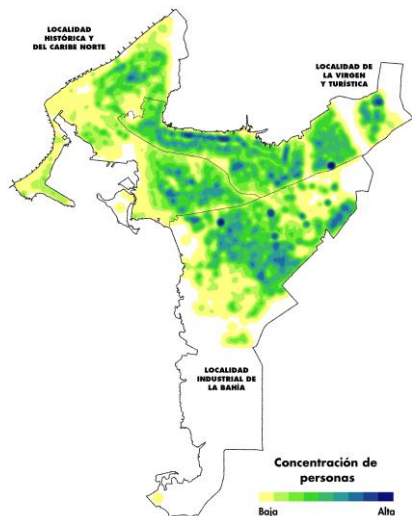 LOCALIDAD
HISTÓRICA Y
DEL CARIBE NORTE
LOCALIDAD DE
LA VIRGEN
Y TURÍSTICA
LOCALIDAD
INDUSTRIAL DE
LA BAHÍA
Concentración de
personas
Baja
Alta